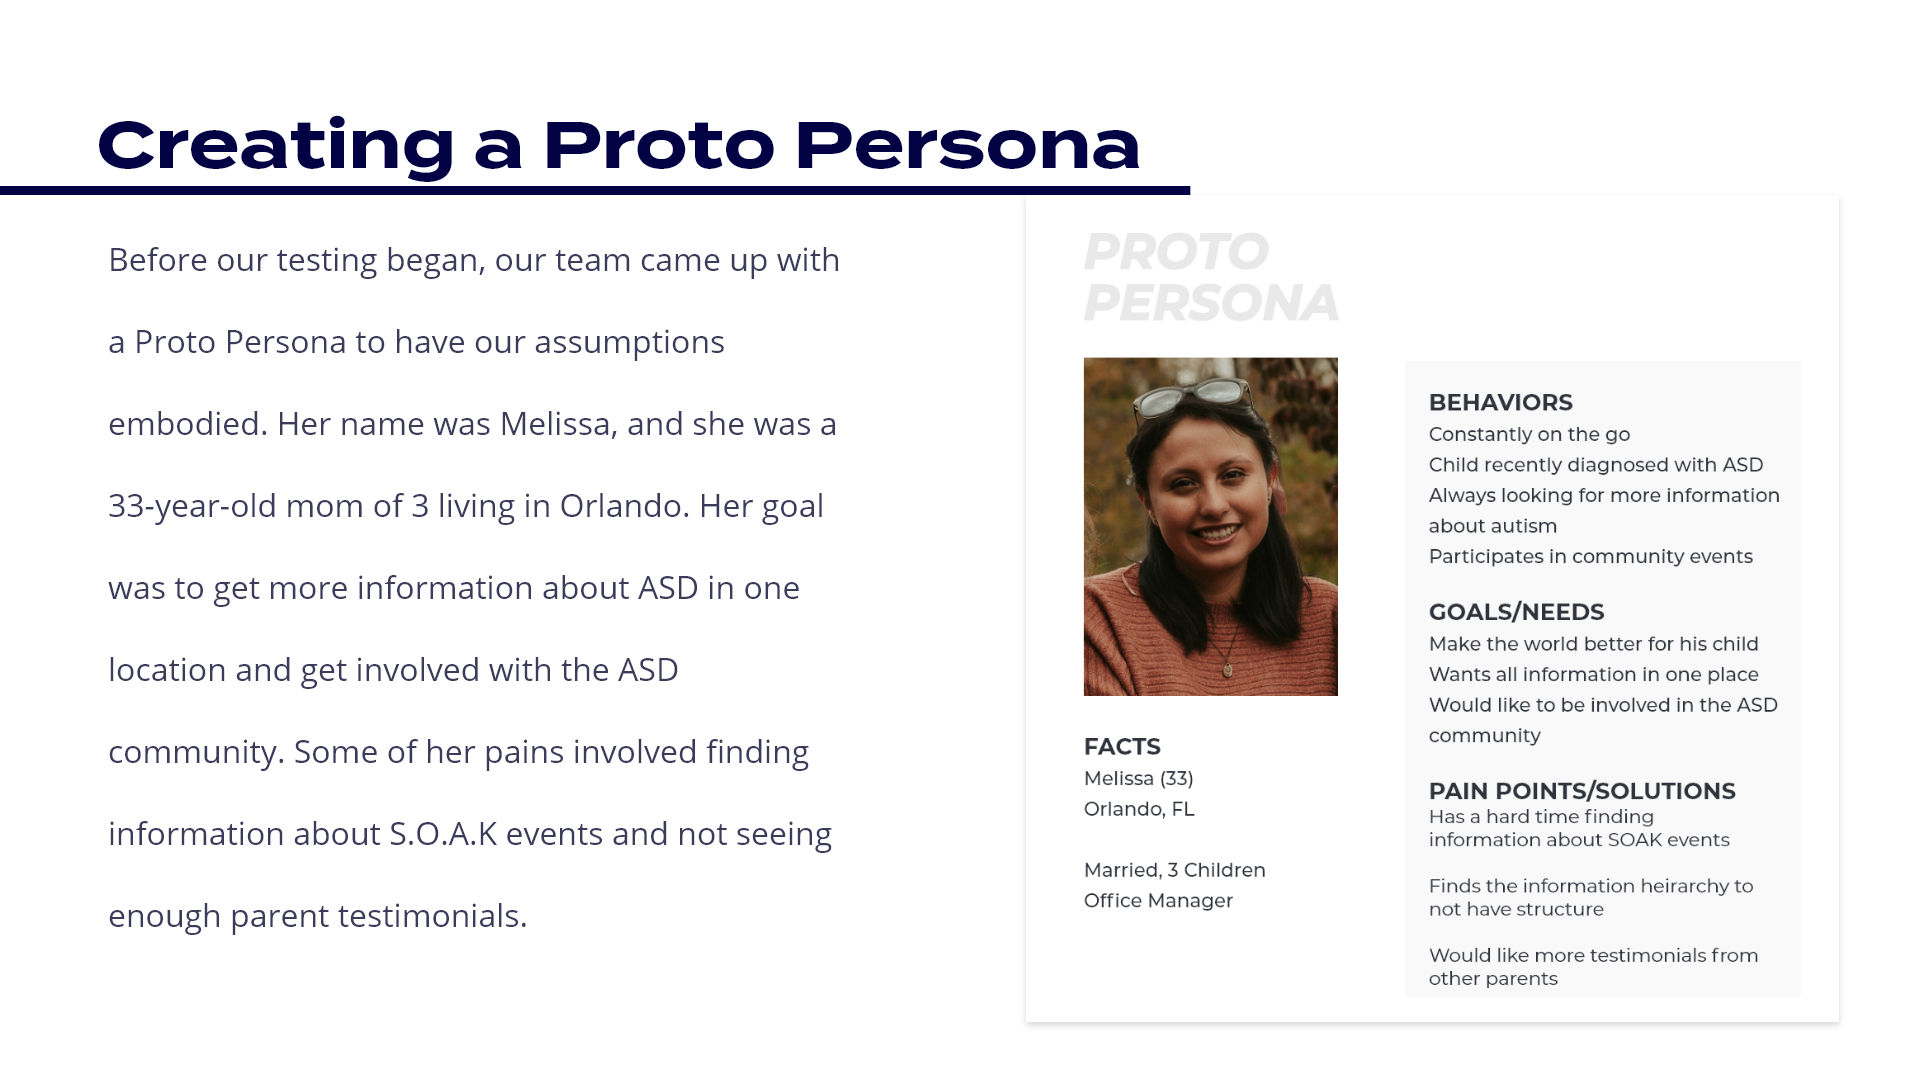 Creating a Proto Persona
Before our testing began, our team came up with
a Proto Persona to have our assumptions
embodied. Her name was Melissa, and she was a
33-year-old mom of 3 living in Orlando. Her goal
was to get more information about ASD in one
location and get involved with the ASD
community. Some of her pains involved finding
information about S.O.A.K events and not seeing
enough parent testimonials.
PROTO
PERSONA
FACTS
Melissa (33)
Orlando, FL
Married, 3 Children
Office Manager
BEHAVIORS
Constantly on the go
Child recently diagnosed with ASD
Always looking for more information
about autism
Participates in community events
GOALS/NEEDS
Make the world better for his child
Wants all information in one place
Would like to be involved in the ASD
community
PAIN POINTS/SOLUTIONS
Has a hard time finding
information about SOAK events
Finds the information heirarchy to
not have structure
Would like more testimonials from
other parents